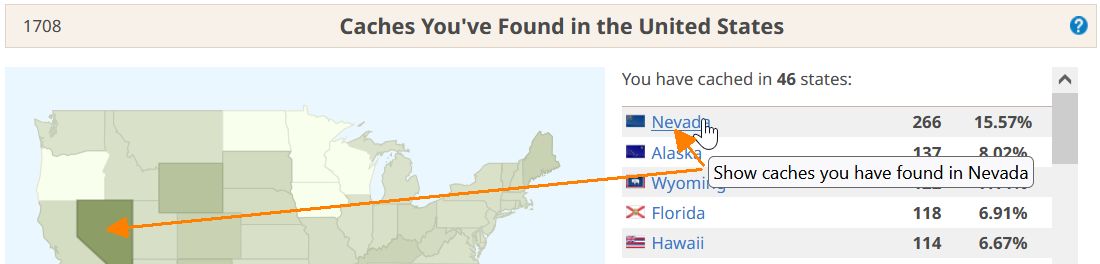 1708
Caches You've Found in the United States
?
You have cached in 46 states:
Nevada 266 15.57%
Alaska 137 8.02%
Show caches you have found in Nevada
Wyoming
Florida 118 6.91%
Hawaii 114 6.67%